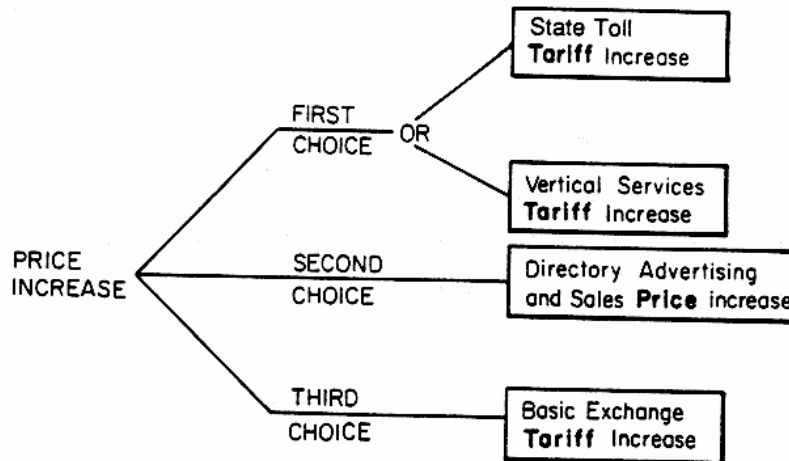 State Toll
Tariff Increase
FIRST
CHOICE
OR
Vertical Services
Tariff Increase
PRICE
INCREASE
SECOND
CHOICE
Directory Advertising
and Sales Price increase
THIRD
CHOICE
Basic Exchange
Tariff Increase